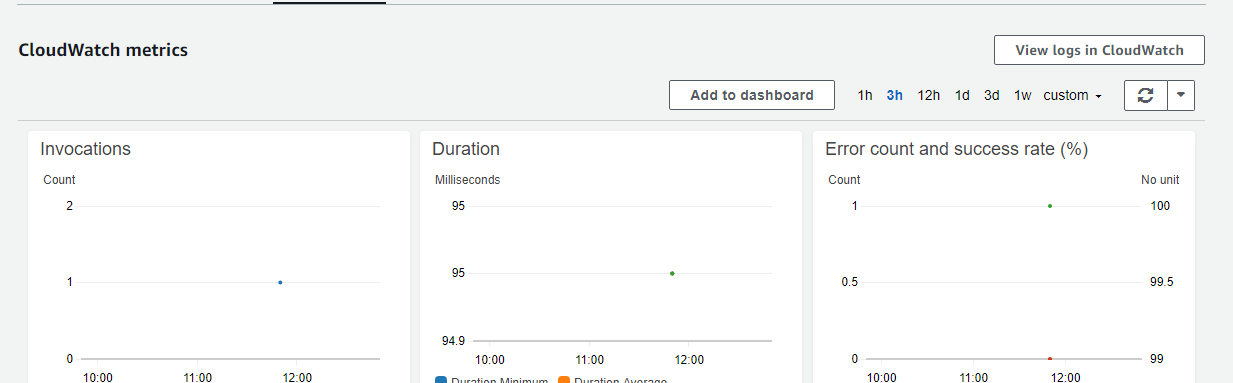 CloudWatch metrics
View logs in CloudWatch
Add to dashboard
1h 3h 12h 1d 3d 1w custom
Invocations
Count
2
1
0
10:00 11:00 12:00
Duration
Milliseconds
95
95
94.9
10:00 11:00 12:00
Duration Minimum Duration Average
Error count and success rate (%)
Count No unit
1 100
0.5 99.5
0 99
10:00 11:00 12:00